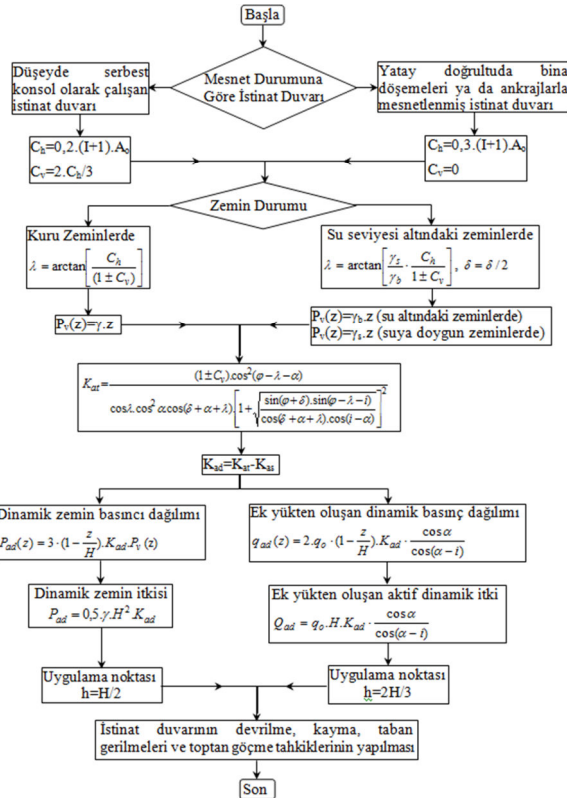 Başla
Düşeyde serbest
konsol olarak çalışan
istinat duvarı
Mesnet Durumuna
Göre İstinat Duvarı
Yatay doğrultuda bina
döşemeleri ya da ankrajlarla
mesnetlenmiş istinat duvarı
C_h=0,2.(I+1).A_o
C_v=2.C_h/3
C_h=0,3.(I+1).A_o
C_v=0
Zemin Durumu
Kuru Zeminlerde
λ = arctan[C_h / (1 ± C_v)]
Su seviyesi altındaki zeminlerde
λ = arctan[γ_s/γ_b · C_h/(1 ± C_v)], δ = δ/2
P_v(z)=γ.z
P_v(z)=γ_b.z (su altındaki zeminlerde)
P_v(z)=γ_s.z (suya doygun zeminlerde)
K_at = (1±C_v).cos²(φ−λ−α) / cosλ.cos²α.cos(δ+α+λ).[1+√(sin(φ+δ).sin(φ−λ−i) / cos(δ+α+λ).cos(i−α))]²
K_ad=K_at-K_as
Dinamik zemin basıncı dağılımı
P_ad(z) = 3·(1−z/H).K_ad.P_v(z)
Ek yükten oluşan dinamik basınç dağılımı
q_ad(z) = 2.q_o·(1−z/H).K_ad·cosα/cos(α−i)
Dinamik zemin itkisi
P_ad = 0,5.γ.H².K_ad
Ek yükten oluşan aktif dinamik itki
Q_ad = q_o.H.K_ad·cosα/cos(α−i)
Uygulama noktası
h=H/2
Uygulama noktası
h=2H/3
İstinat duvarının devrilme, kayma, taban
gerilmeleri ve toptan göçme tahkiklerinin yapılması
Son